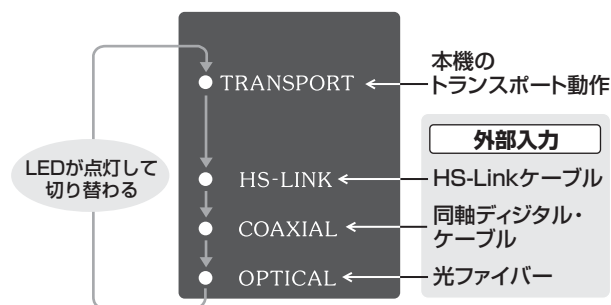 LEDが点灯して
切り替わる
TRANSPORT
本機の
トランスポート動作
外部入力
HS-LINK
HS-Linkケーブル
COAXIAL
同軸ディジタル・
ケーブル
OPTICAL
光ファイバー